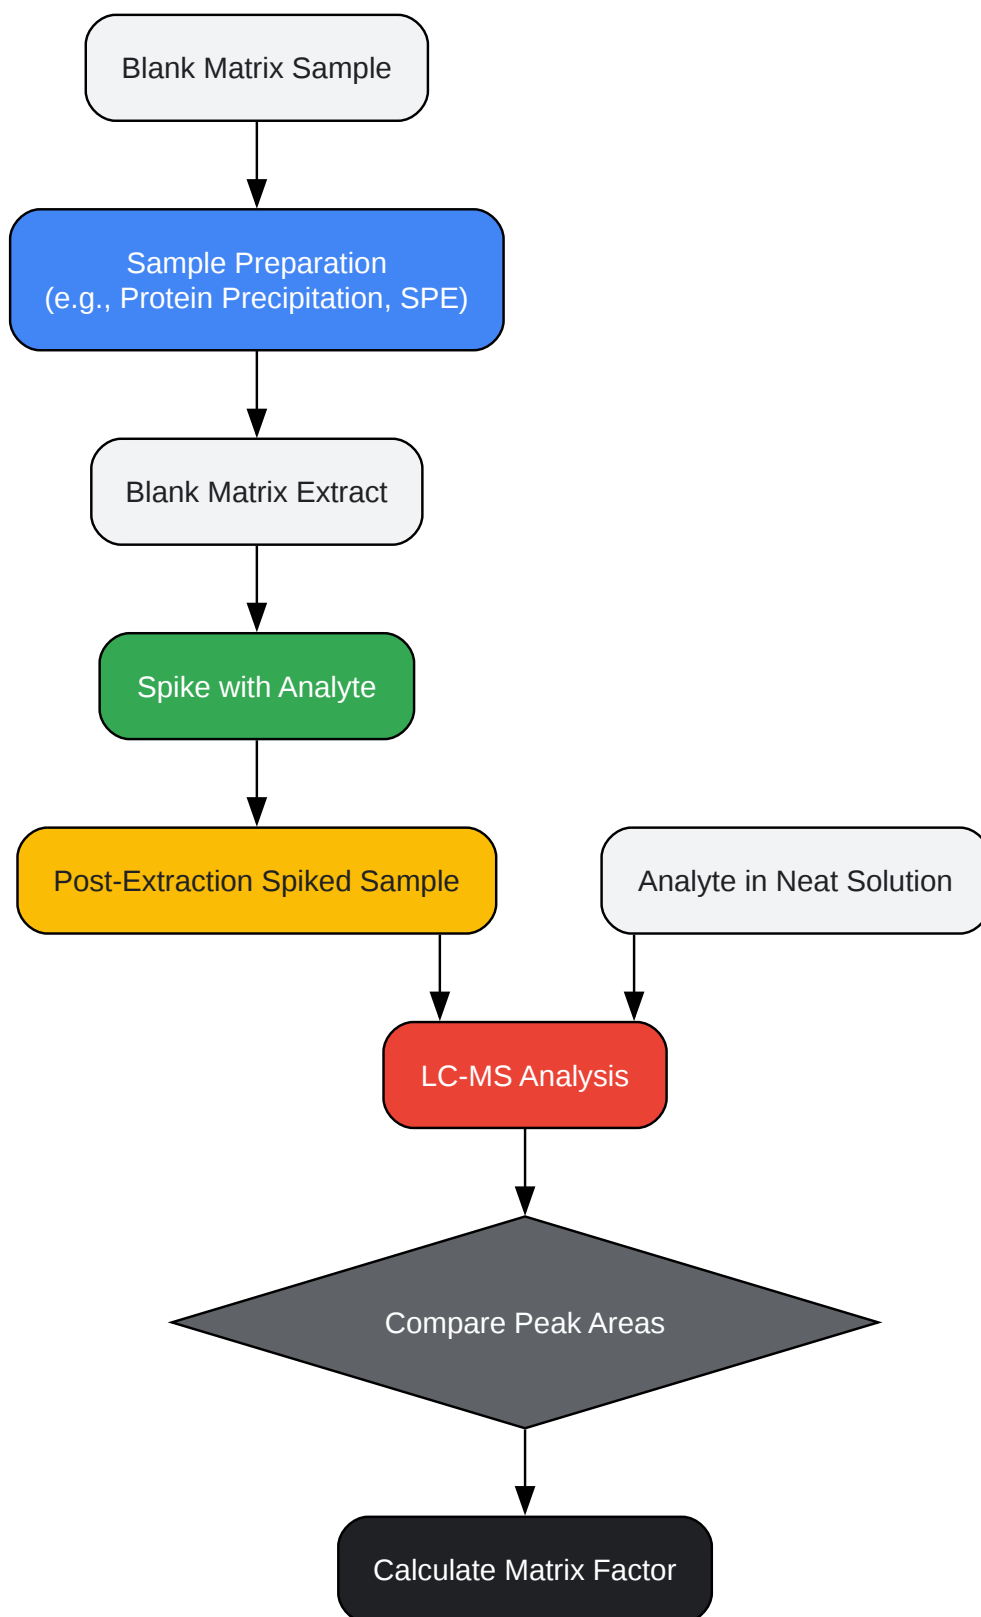 Blank Matrix Sample
Sample Preparation
(e.g., Protein Precipitation, SPE)
Blank Matrix Extract
Spike with Analyte
Post-Extraction Spiked Sample
Analyte in Neat Solution
LC-MS Analysis
Compare Peak Areas
Calculate Matrix Factor